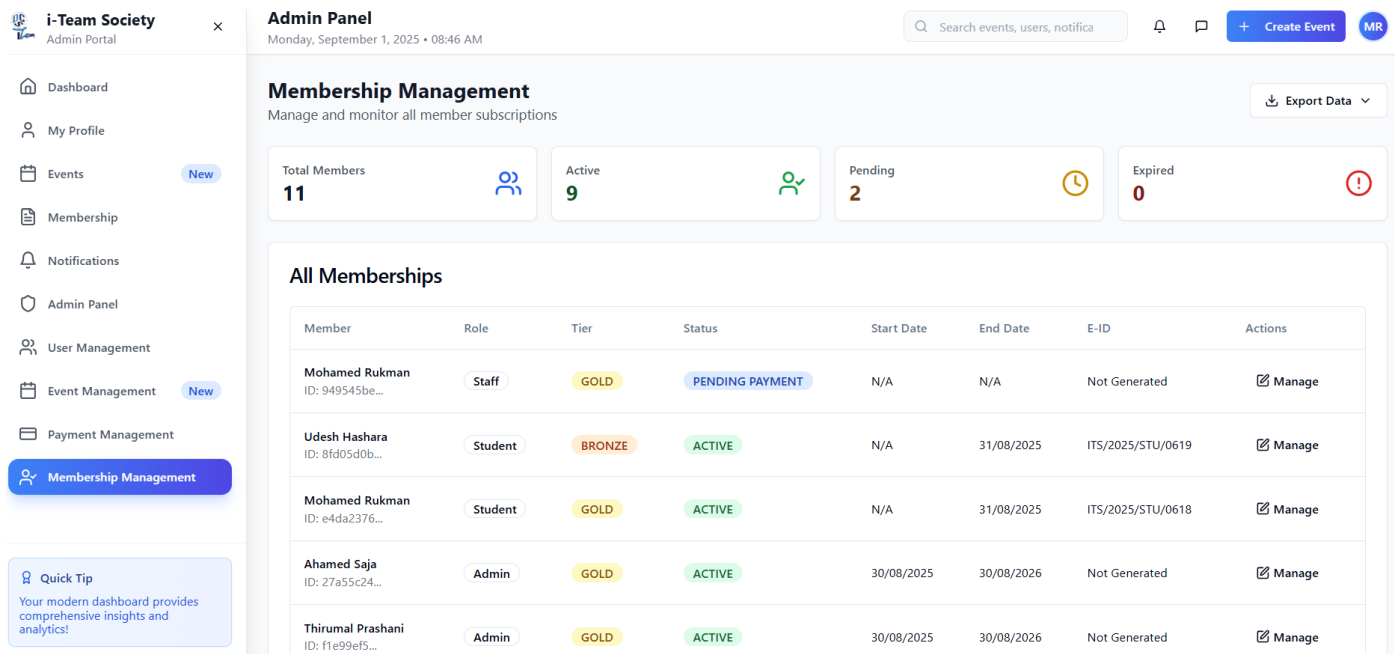 i-Team Society
Admin Portal
Dashboard
My Profile
Events New
Membership
Notifications
Admin Panel
User Management
Event Management New
Payment Management
Membership Management
Quick Tip
Your modern dashboard provides
comprehensive insights and
analytics!
Admin Panel
Monday, September 1, 2025 • 08:46 AM
Search events, users, notifica
+ Create Event
MR
Membership Management
Manage and monitor all member subscriptions
Export Data
Total Members
11
Active
9
Pending
2
Expired
0
All Memberships
Member Role Tier Status Start Date End Date E-ID Actions
Mohamed Rukman
ID: 949545be...
Staff GOLD PENDING PAYMENT N/A N/A Not Generated Manage
Udesh Hashara
ID: 8fd05d0b...
Student BRONZE ACTIVE N/A 31/08/2025 ITS/2025/STU/0619 Manage
Mohamed Rukman
ID: e4da2376...
Student GOLD ACTIVE N/A 31/08/2025 ITS/2025/STU/0618 Manage
Ahamed Saja
ID: 27a55c24...
Admin GOLD ACTIVE 30/08/2025 30/08/2026 Not Generated Manage
Thirumal Prashani
ID: f1e99ef5...
Admin GOLD ACTIVE 30/08/2025 30/08/2026 Not Generated Manage